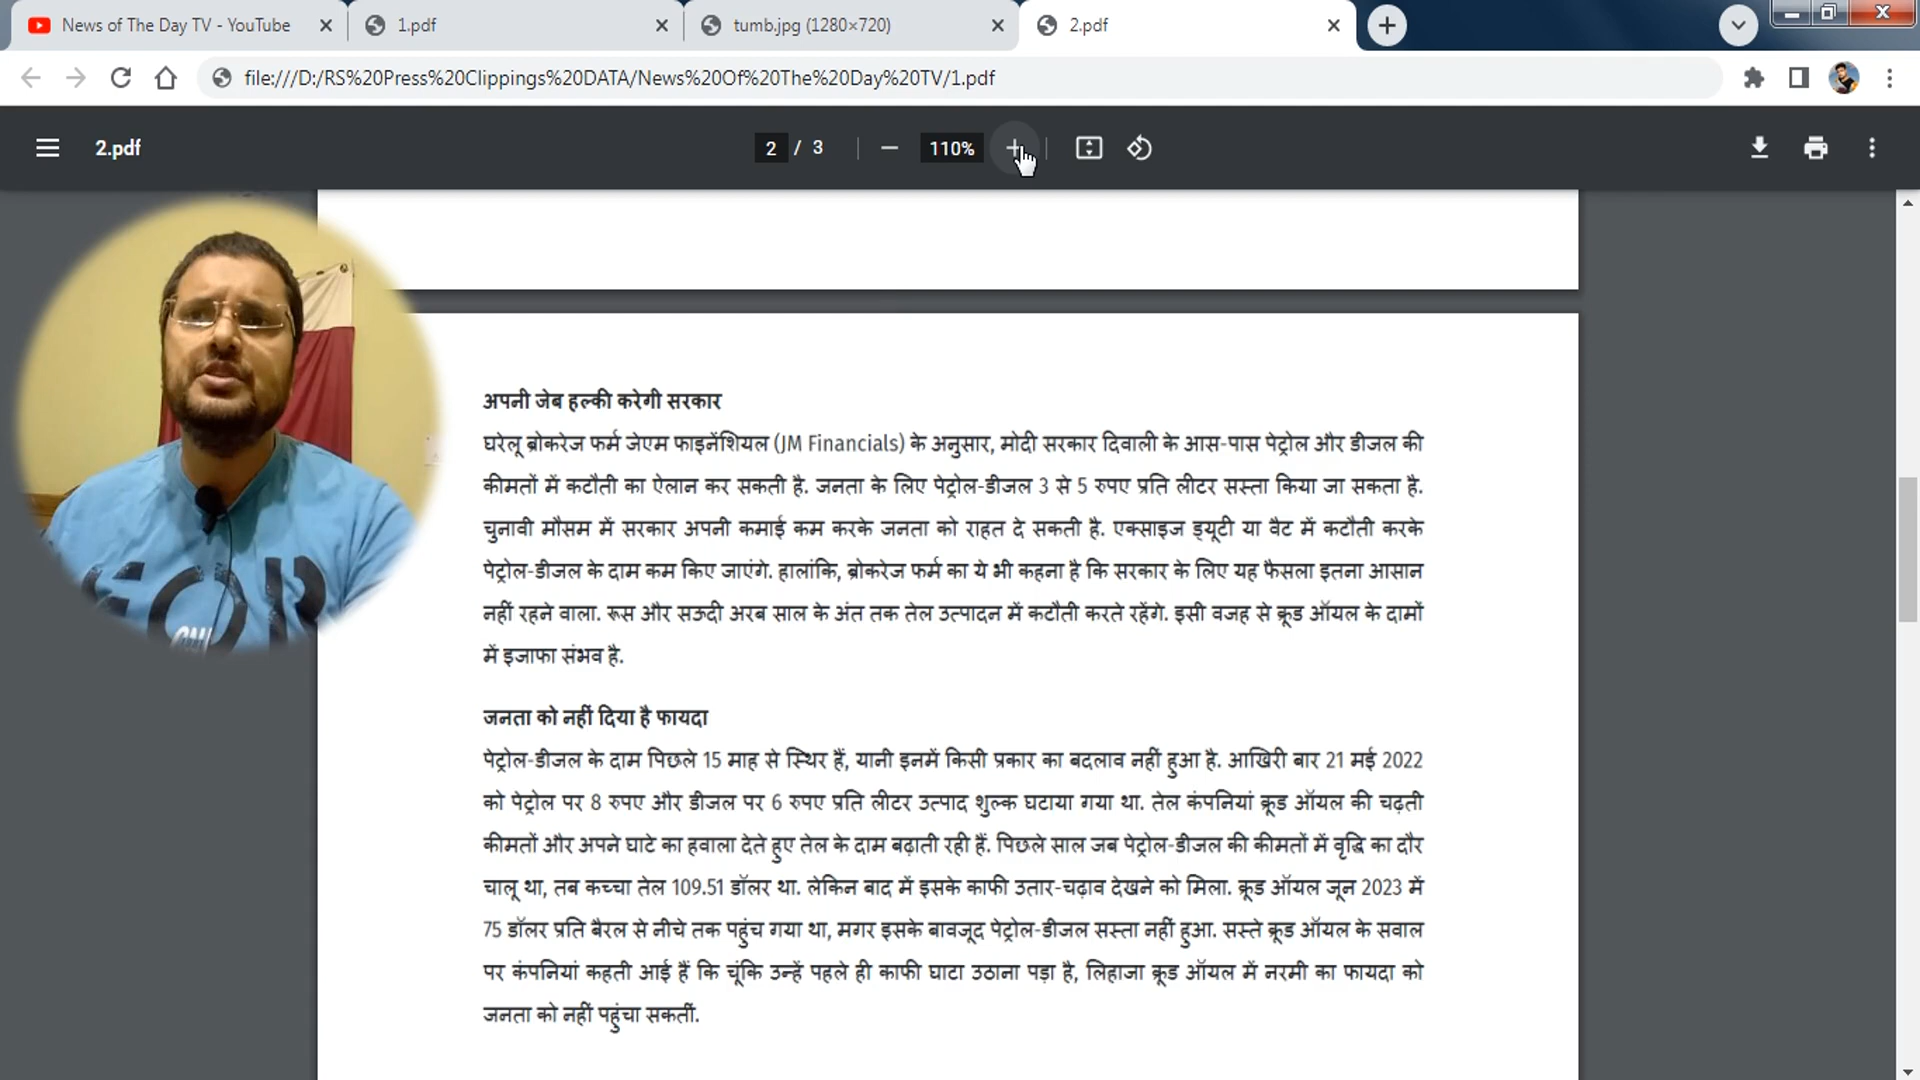 News of The Day TV - YouTube
1.pdf
tumb.jpg (1280×720)
2.pdf
file:///D:/RS%20Press%20Clippings%20DATA/News%20Of%20The%20Day%20TV/1.pdf
2.pdf
2 / 3
110%
अपनी जेब हल्की करेगी सरकार
घरेलू ब्रोकरेज फर्म जेएम फाइनेंशियल (JM Financials) के अनुसार, मोदी सरकार दिवाली के आस-पास पेट्रोल और डीजल की
कीमतों में कटौती का ऐलान कर सकती है. जनता के लिए पेट्रोल-डीजल 3 से 5 रुपए प्रति लीटर सस्ता किया जा सकता है.
चुनावी मौसम में सरकार अपनी कमाई कम करके जनता को राहत दे सकती है. एक्साइज ड्यूटी या वैट में कटौती करके
पेट्रोल-डीजल के दाम कम किए जाएंगे. हालांकि, ब्रोकरेज फर्म का ये भी कहना है कि सरकार के लिए यह फैसला इतना आसान
नहीं रहने वाला. रूस और सऊदी अरब साल के अंत तक तेल उत्पादन में कटौती करते रहेंगे. इसी वजह से क्रूड ऑयल के दामों
में इजाफा संभव है.
जनता को नहीं दिया है फायदा
पेट्रोल-डीजल के दाम पिछले 15 माह से स्थिर हैं, यानी इनमें किसी प्रकार का बदलाव नहीं हुआ है. आखिरी बार 21 मई 2022
को पेट्रोल पर 8 रुपए और डीजल पर 6 रुपए प्रति लीटर उत्पाद शुल्क घटाया गया था. तेल कंपनियां क्रूड ऑयल की चढ़ती
कीमतों और अपने घाटे का हवाला देते हुए तेल के दाम बढ़ाती रही हैं. पिछले साल जब पेट्रोल-डीजल की कीमतों में वृद्धि का दौर
चालू था, तब कच्चा तेल 109.51 डॉलर था. लेकिन बाद में इसके काफी उतार-चढ़ाव देखने को मिला. क्रूड ऑयल जून 2023 में
75 डॉलर प्रति बैरल से नीचे तक पहुंच गया था, मगर इसके बावजूद पेट्रोल-डीजल सस्ता नहीं हुआ. सस्ते क्रूड ऑयल के सवाल
पर कंपनियां कहती आई हैं कि चूंकि उन्हें पहले ही काफी घाटा उठाना पड़ा है, लिहाजा क्रूड ऑयल में नरमी का फायदा को
जनता को नहीं पहुंचा सकतीं.